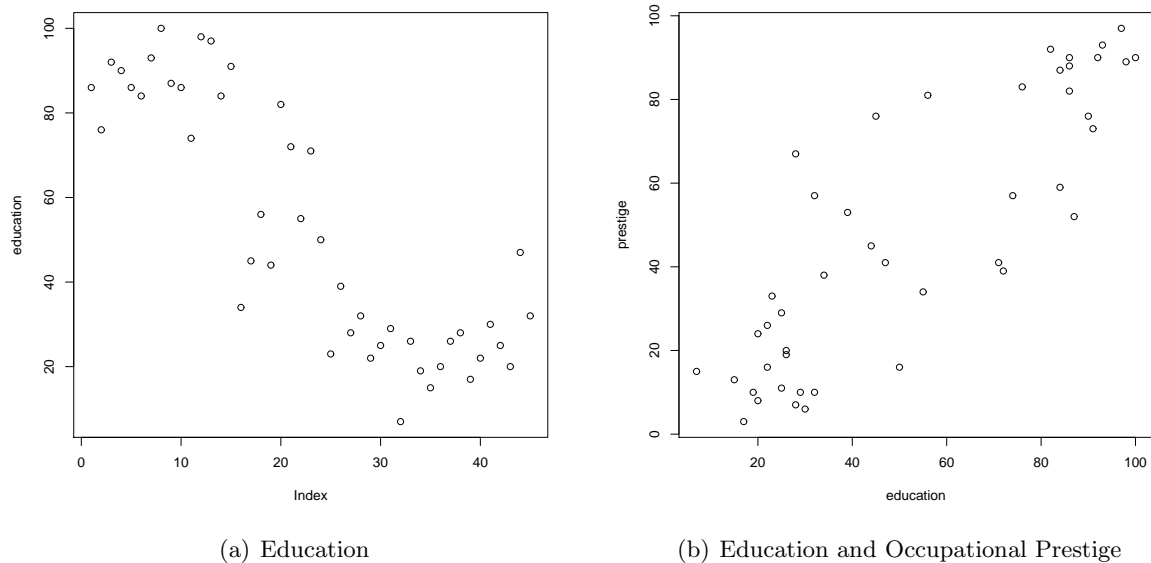 100
80
60
40
20
education
0 10 20 30 40
Index
(a) Education
100
80
60
40
20
0
prestige
20 40 60 80 100
education
(b) Education and Occupational Prestige